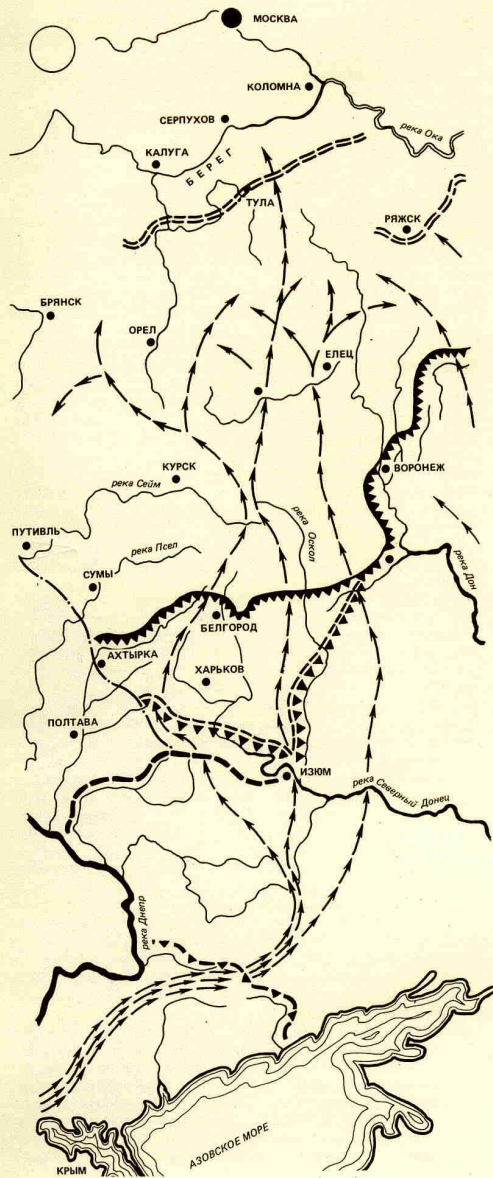 МОСКВА
КОЛОМНА
река Ока
СЕРПУХОВ
КАЛУГА
БЕРЕГ
ТУЛА
РЯЖСК
БРЯНСК
ОРЕЛ
ЕЛЕЦ
ВОРОНЕЖ
КУРСК
река Сейм
река Оскол
ПУТИВЛЬ
река Псел
река Дон
СУМЫ
БЕЛГОРОД
АХТЫРКА
ХАРЬКОВ
ПОЛТАВА
ИЗЮМ
река Северный Донец
река Днепр
АЗОВСКОЕ МОРЕ
КРЫМ